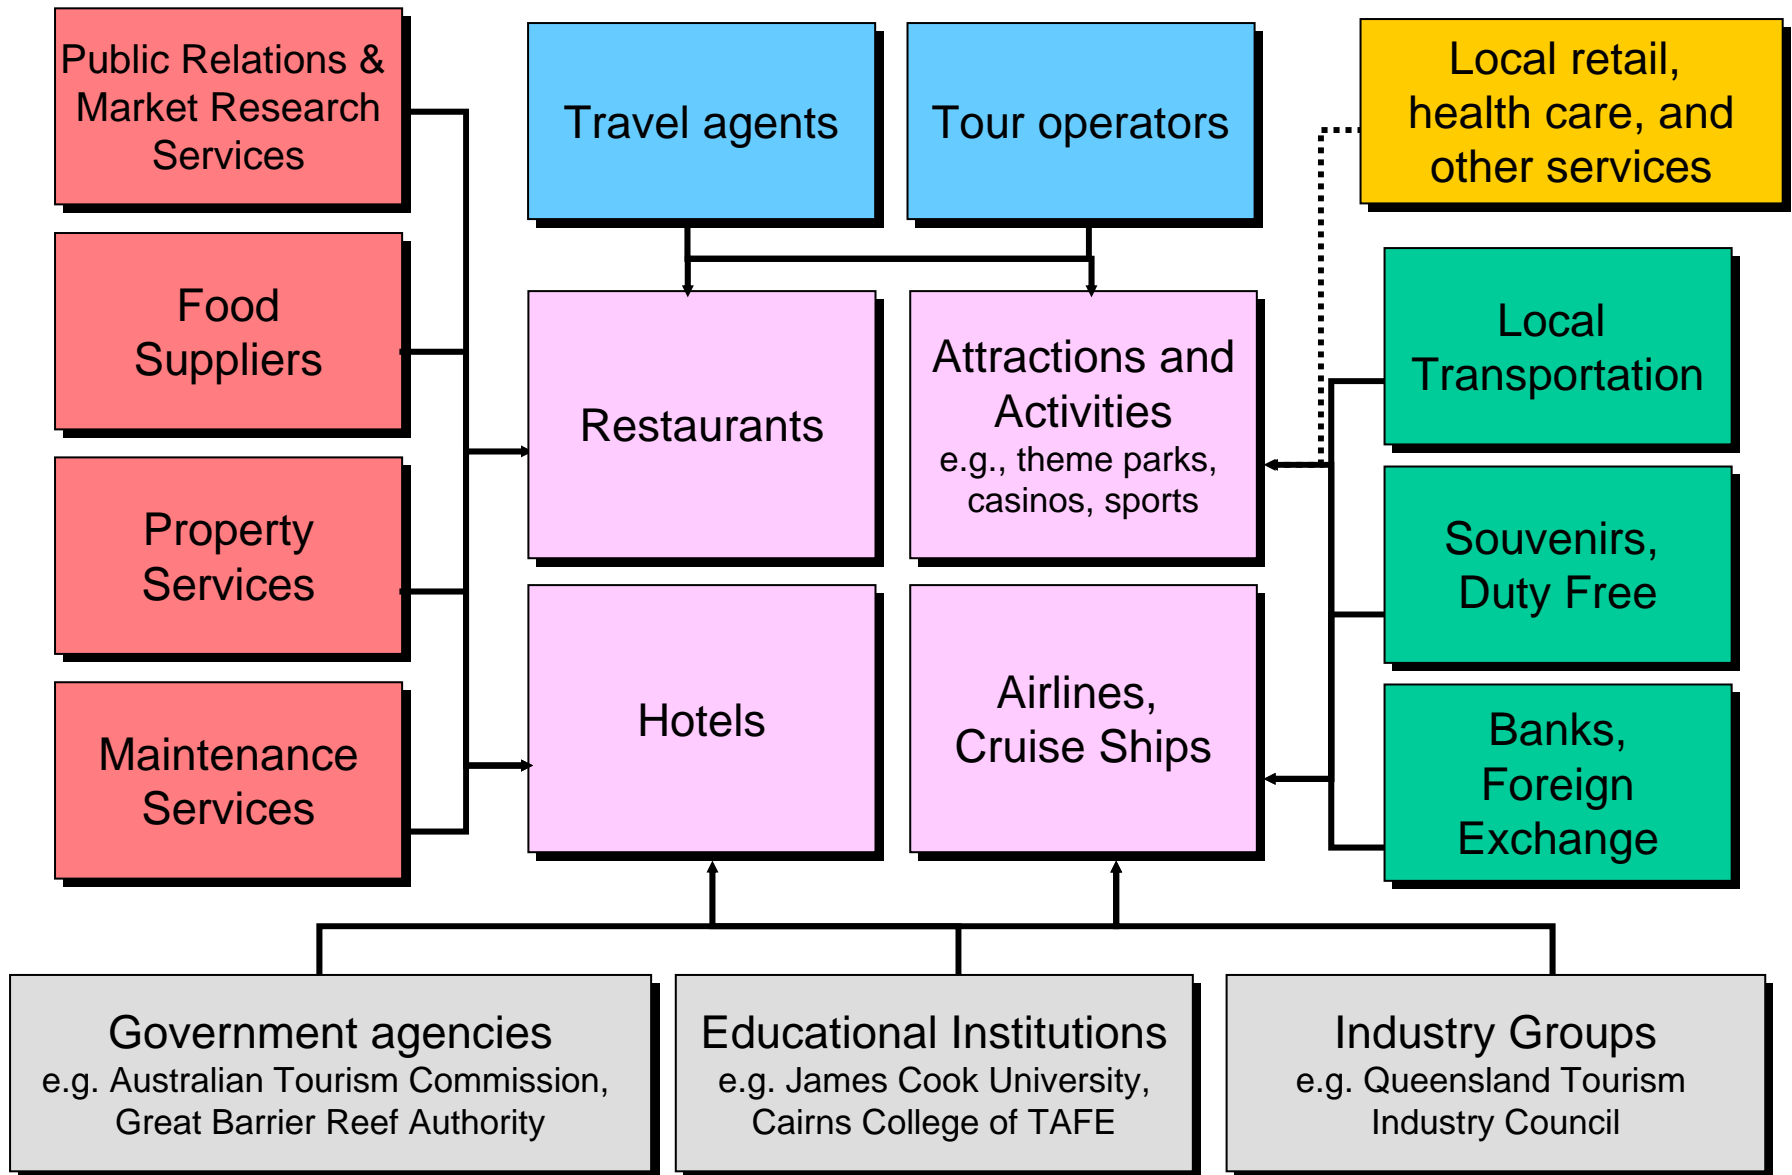 Public Relations &
Market Research
Services
Travel agents
Tour operators
Local retail,
health care, and
other services
Food
Suppliers
Restaurants
Attractions and
Activities
e.g., theme parks,
casinos, sports
Local
Transportation
Property
Services
Souvenirs,
Duty Free
Maintenance
Services
Hotels
Airlines,
Cruise Ships
Banks,
Foreign
Exchange
Government agencies
e.g. Australian Tourism Commission,
Great Barrier Reef Authority
Educational Institutions
e.g. James Cook University,
Cairns College of TAFE
Industry Groups
e.g. Queensland Tourism
Industry Council